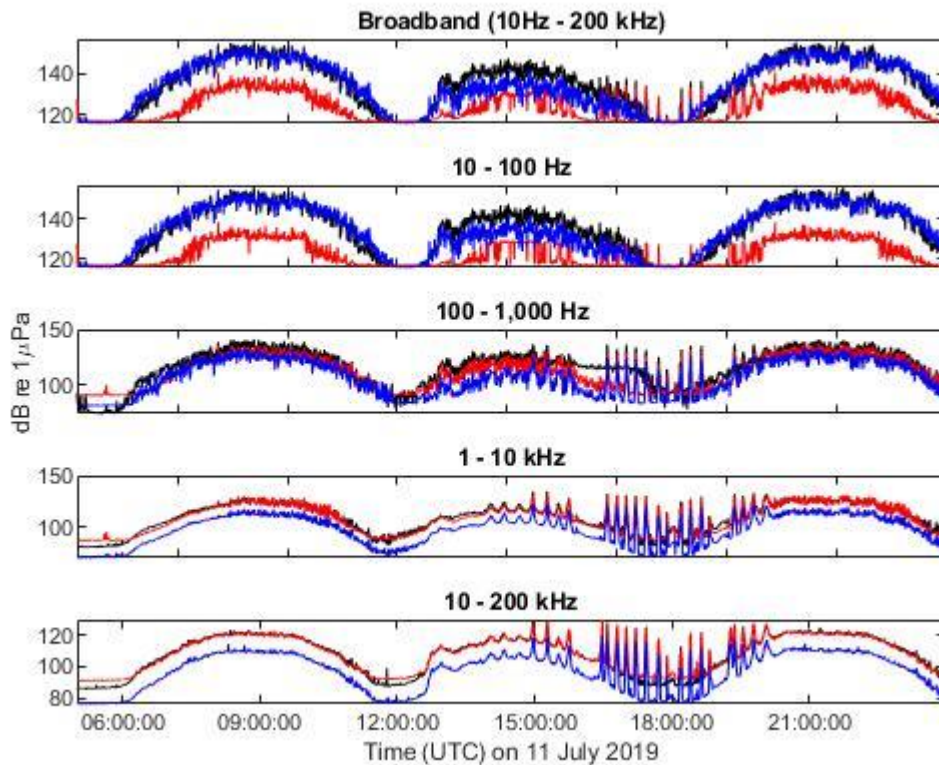 Broadband (10Hz - 200 kHz)
140
120
10 - 100 Hz
140
120
100 - 1,000 Hz
150
100
dB re 1 μPa
1 - 10 kHz
150
100
10 - 200 kHz
120
100
80
06:00:00 09:00:00 12:00:00 15:00:00 18:00:00 21:00:00
Time (UTC) on 11 July 2019